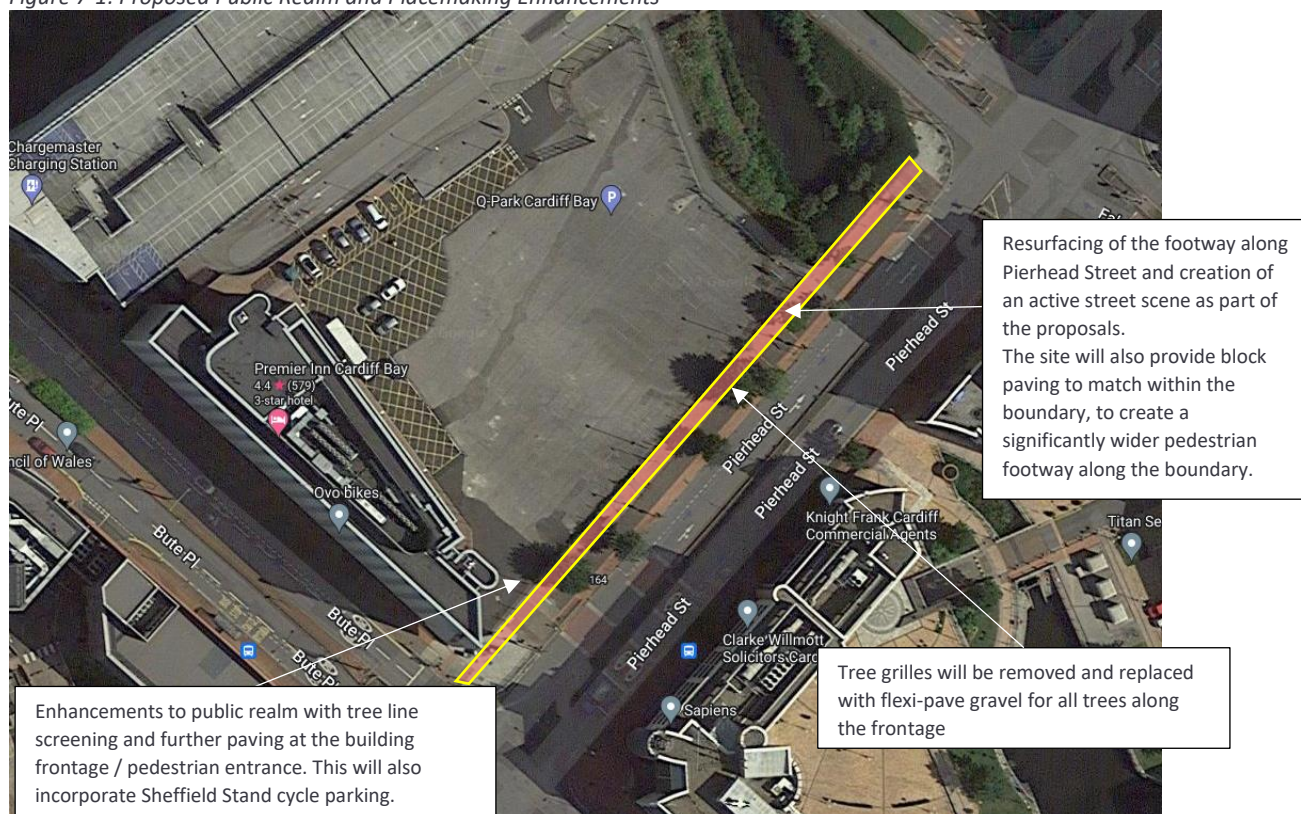 Figure 7-1: Proposed Public Realm and Placemaking Enhancements
Chargemaster
Charging Station
Q-Park Cardiff Bay
P
Resurfacing of the footway along
Pierhead Street and creation of
an active street scene as part of
the proposals.
The site will also provide block
paving to match within the
boundary, to create a
significantly wider pedestrian
footway along the boundary.
Pierhead St
Premier Inn Cardiff Bay
4.4 ★ (579)
3-star hotel
Pierhead St
Pierhead St
ute Pl
ncil of Wales
Ovo bikes
Knight Frank Cardiff
Commercial Agents
Titan Se
Bute Pl
164
Pierhead St
Clarke Willmott
Solicitors Card
Bute Pl
Bute Pl
Sapiens
Tree grilles will be removed and replaced
with flexi-pave gravel for all trees along
the frontage
Enhancements to public realm with tree line
screening and further paving at the building
frontage / pedestrian entrance. This will also
incorporate Sheffield Stand cycle parking.